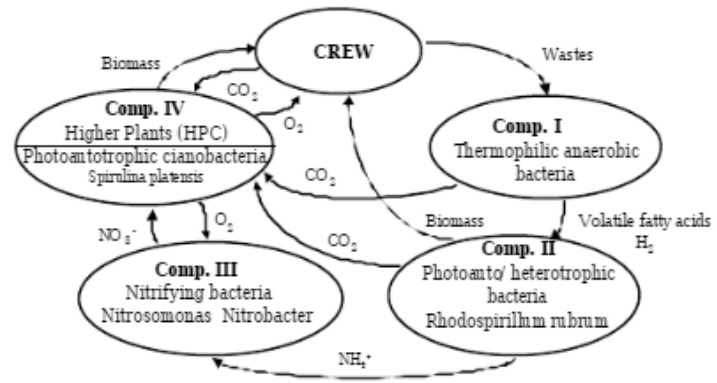 CREW
Biomass
Wastes
CO2
O2
Comp. IV
Higher Plants (HPC)
Photoautotrophic cianobacteria
Spirulina platensis
Comp. I
Thermophilic anaerobic
bacteria
CO2
Volatile fatty acids
H2
Biomass
O2
NO3-
CO2
Comp. II
Photoauto/ heterotrophic
bacteria
Rhodospirillum rubrum
Comp. III
Nitrifying bacteria
Nitrosomonas Nitrobacter
NH4+